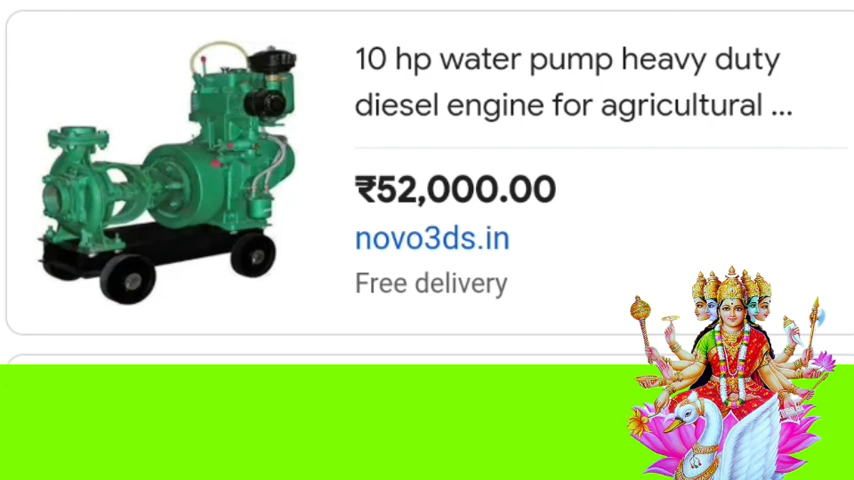 10 hp water pump heavy duty
diesel engine for agricultural ...
₹52,000.00
novo3ds.in
Free delivery